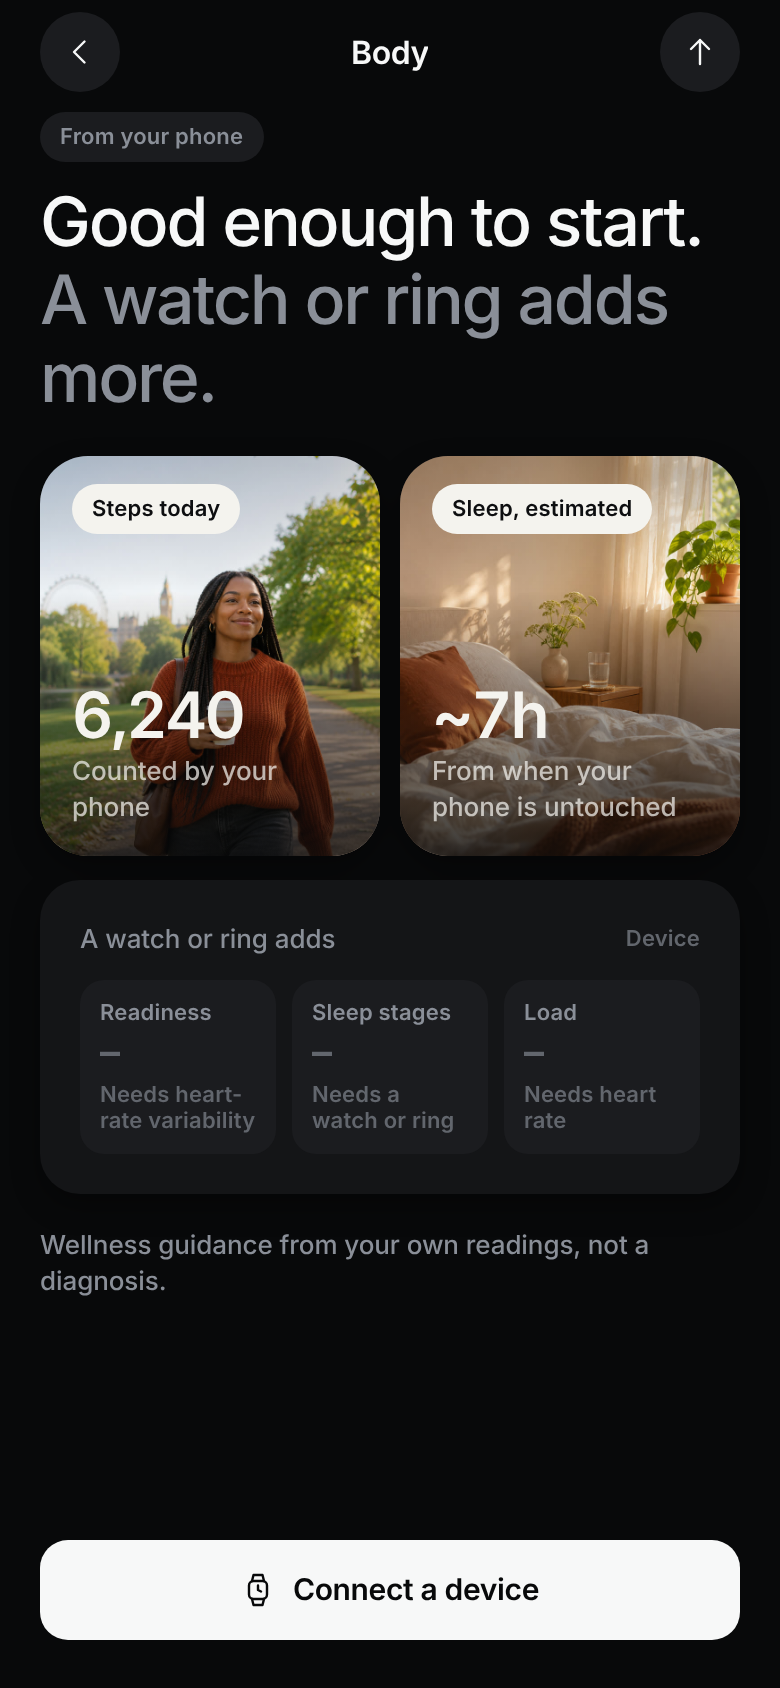 Body
From your phone
Good enough to start.
A watch or ring adds
more.
Steps today
6,240
Counted by your
phone
Sleep, estimated
~7h
From when your
phone is untouched
A watch or ring adds
Device
Readiness
–
Needs heart-
rate variability
Sleep stages
–
Needs a
watch or ring
Load
–
Needs heart
rate
Wellness guidance from your own readings, not a
diagnosis.
Connect a device